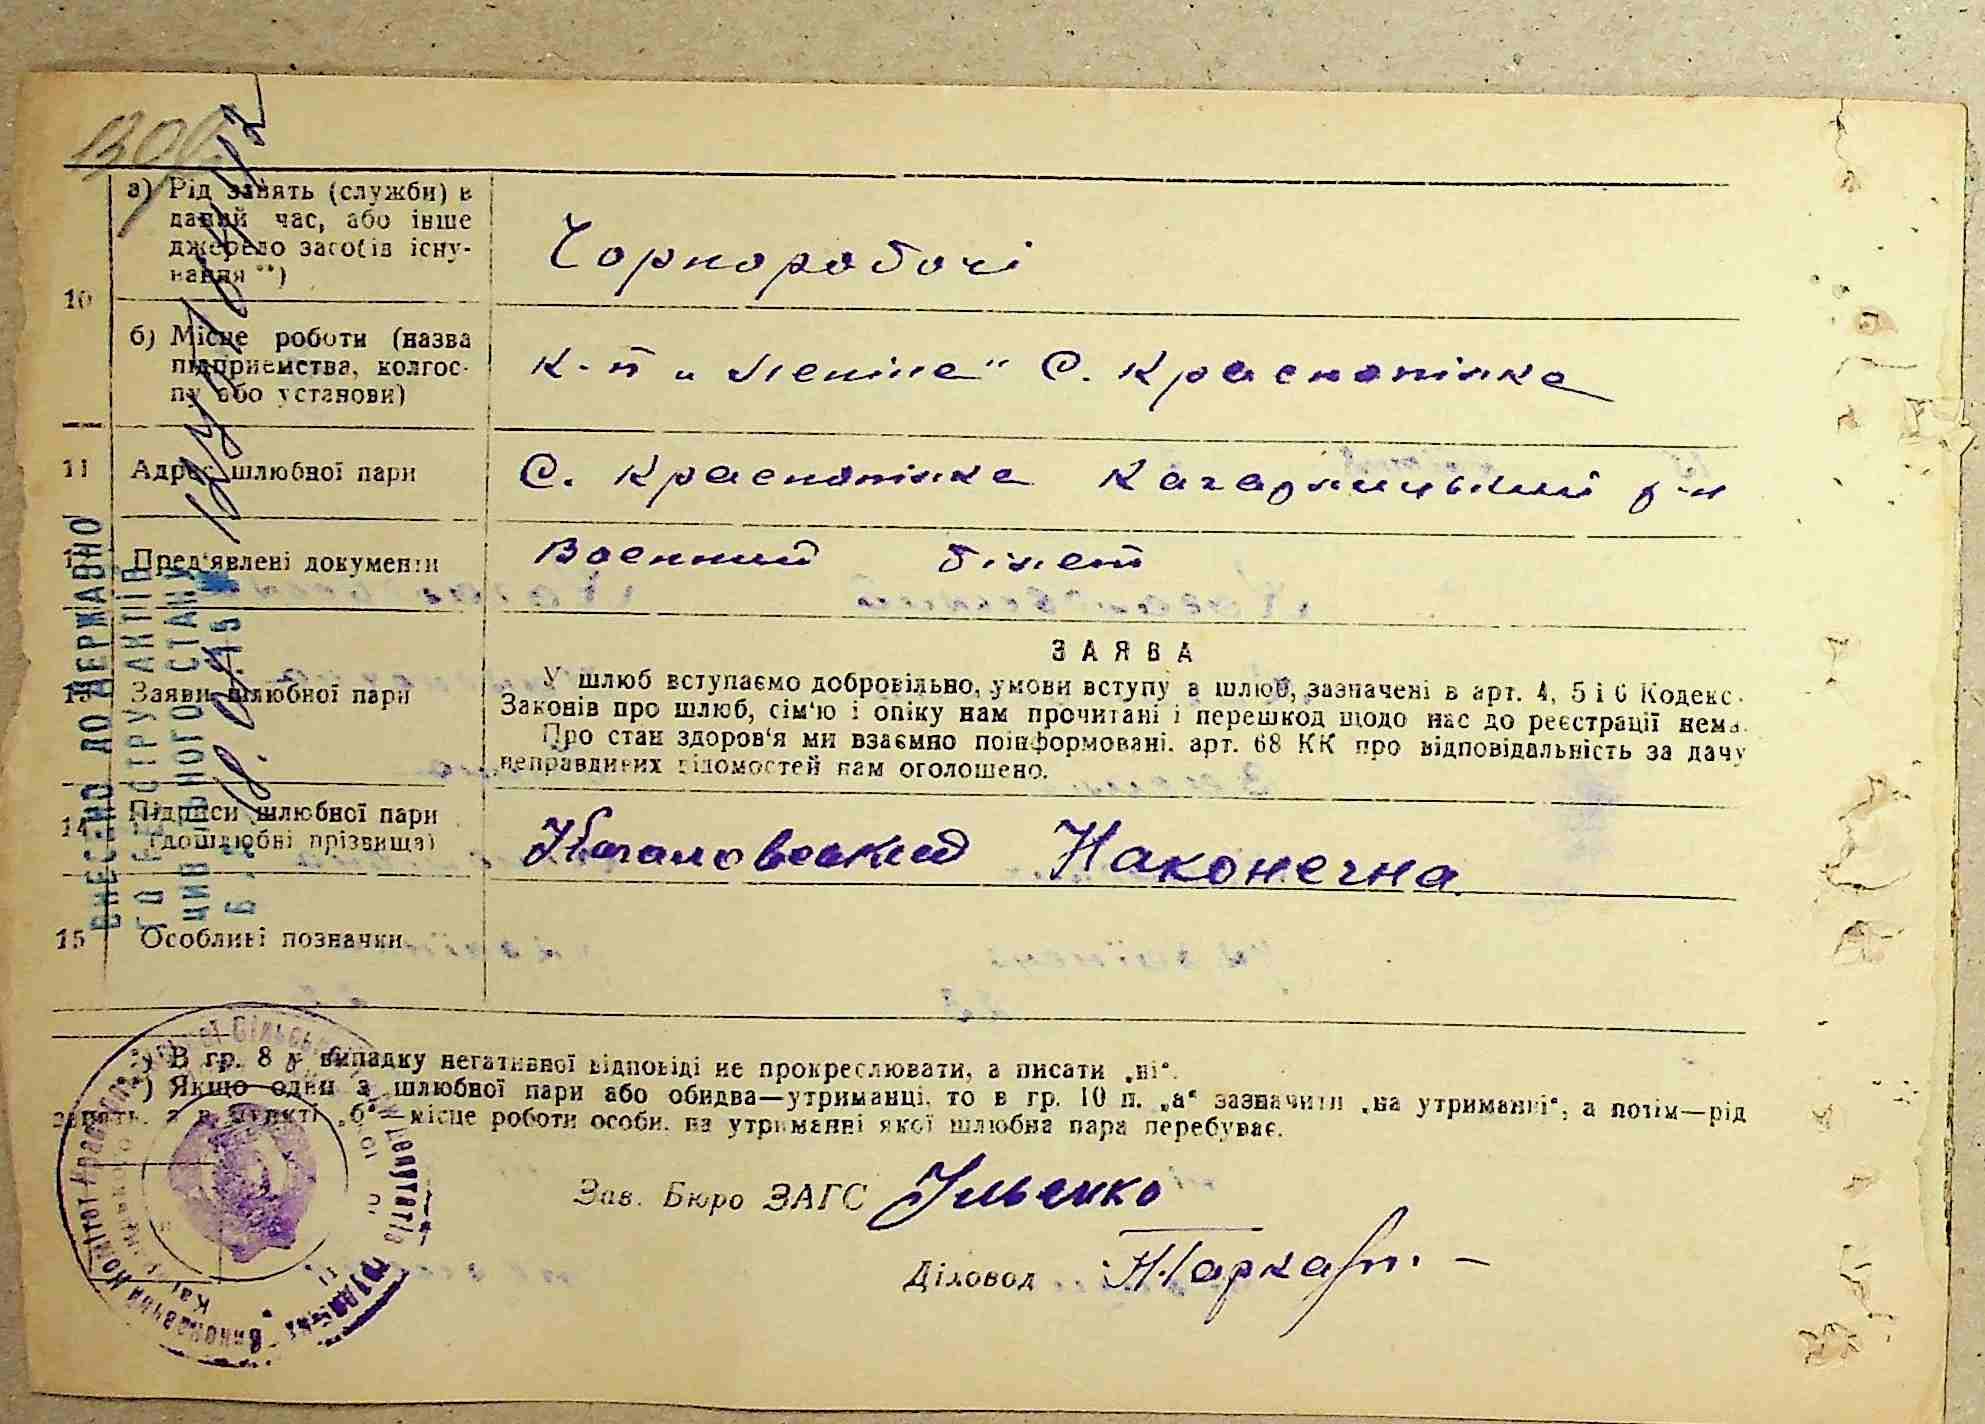 10
а) Рід занять (служби) в
даний час, або інше
джерело засобів існу-
вання **)
Чорноробочі
б) Місце роботи (назва
підприємства, колгос-
пу або установи)
к-п „Леніна" С. Краснопілка
11 Адрес шлюбної пари
С. Краснопілка Кагарлицький р-н
Пред'явлені документи
Военний білет
13 Заяви шлюбної пари
ЗАЯВА
У шлюб вступаємо добровільно, умови вступу в шлюб, зазначені в арт. 4, 5 і 6 Кодекс
Законів про шлюб, сім'ю і опіку нам прочитані і перешкод щодо нас до реєстрації нема.
Про стан здоров'я ми взаємно поінформовані. арт. 68 КК про відповідальність за дачу
неправдивих відомостей нам оголошено.
14 Підписи шлюбної пари
(дошлюбні прізвища)
Наконечна
15 Особливі позначки
*) В гр. 8 у випадку негативної відповіді не прокреслювати, а писати „ні".
**) Якщо один з шлюбної пари або обидва—утриманці, то в гр. 10 п. „а" зазначити „на утриманні", а потім—рід
занять, а в пункті „б" місце роботи особи, на утриманні якої шлюбна пара перебуває.
Зав. Бюро ЗАГС Ільенко
Діловод
ВНЕСЕНО ДО ДЕРЖАВНО
ГО РЕЄСТРУ АКТІВ
ЦИВІЛЬНОГО СТАНУ